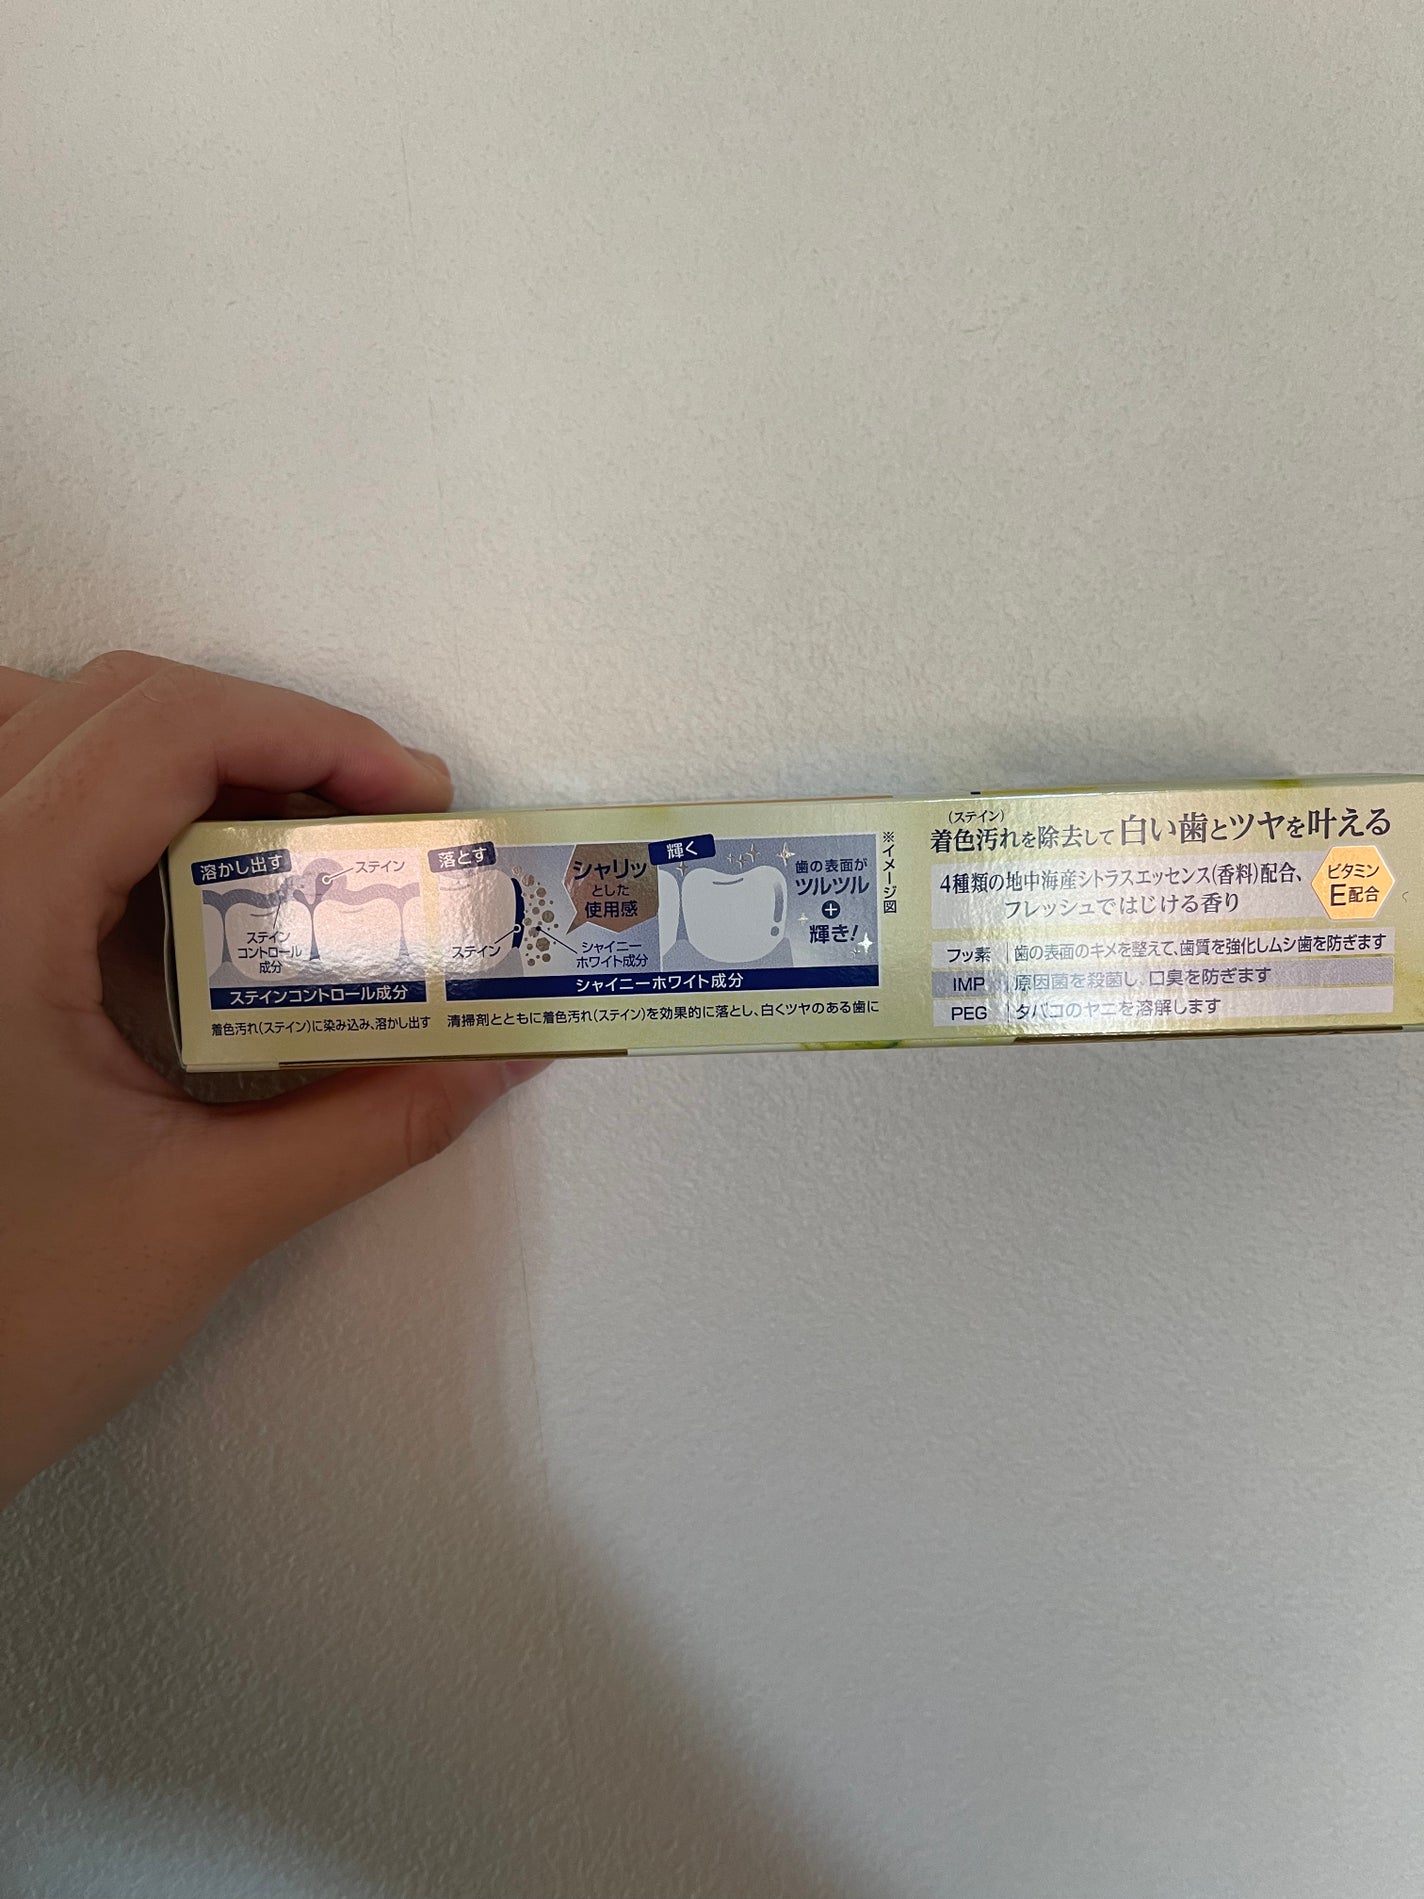 溶かし出す
ステイン
ステイン
コントロール
成分
ステインコントロール成分
着色汚れ(ステイン)に染み込み、溶かし出す
落とす
シャリッ
とした
使用感
ステイン
シャイニー
ホワイト成分
輝く
歯の表面が
ツルツル
+
輝き!
シャイニーホワイト成分
清掃剤とともに着色汚れ(ステイン)を効果的に落とし、白くツヤのある歯に
※イメージ図
(ステイン)
着色汚れを除去して白い歯とツヤを叶える
4種類の地中海産シトラスエッセンス(香料)配合、
フレッシュではじける香り
ビタミン
E配合
フッ素 歯の表面のキメを整えて、歯質を強化しムシ歯を防ぎます
IMP 原因菌を殺菌し、口臭を防ぎます
PEG タバコのヤニを溶解します